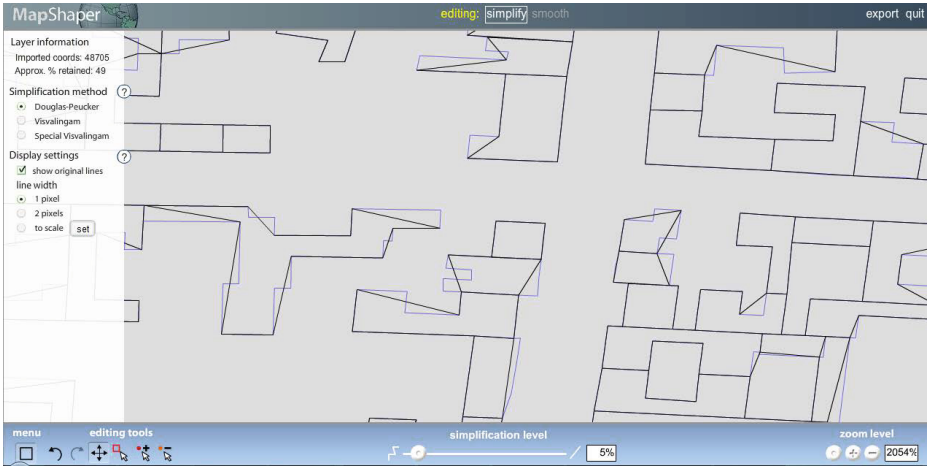 MapShaper
editing: simplify smooth
export quit
Layer information
Imported coords: 48705
Approx. % retained: 49
Simplification method ?
Douglas-Peucker
Visvalingam
Special Visvalingam
Display settings ?
show original lines
line width
1 pixel
2 pixels
to scale set
menu
editing tools
simplification level
5%
zoom level
2054%